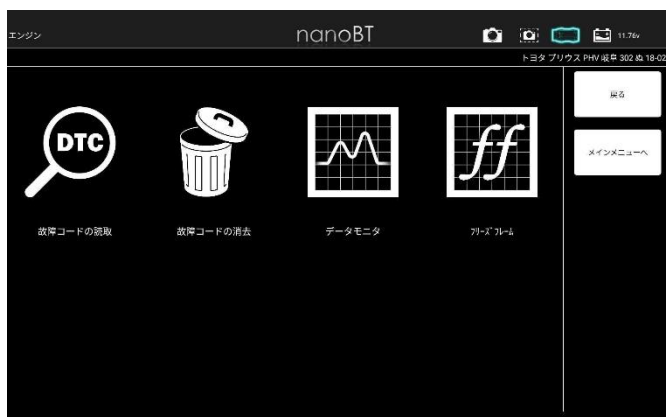 エンジン
nanoBT
11.76v
トヨタ プリウス PHV 岐阜 302 ぬ 18-02
戻る
メインメニューへ
DTC
ff
故障コードの読取
故障コードの消去
データモニタ
ﾌﾘｰｽﾞﾌﾚｰﾑ